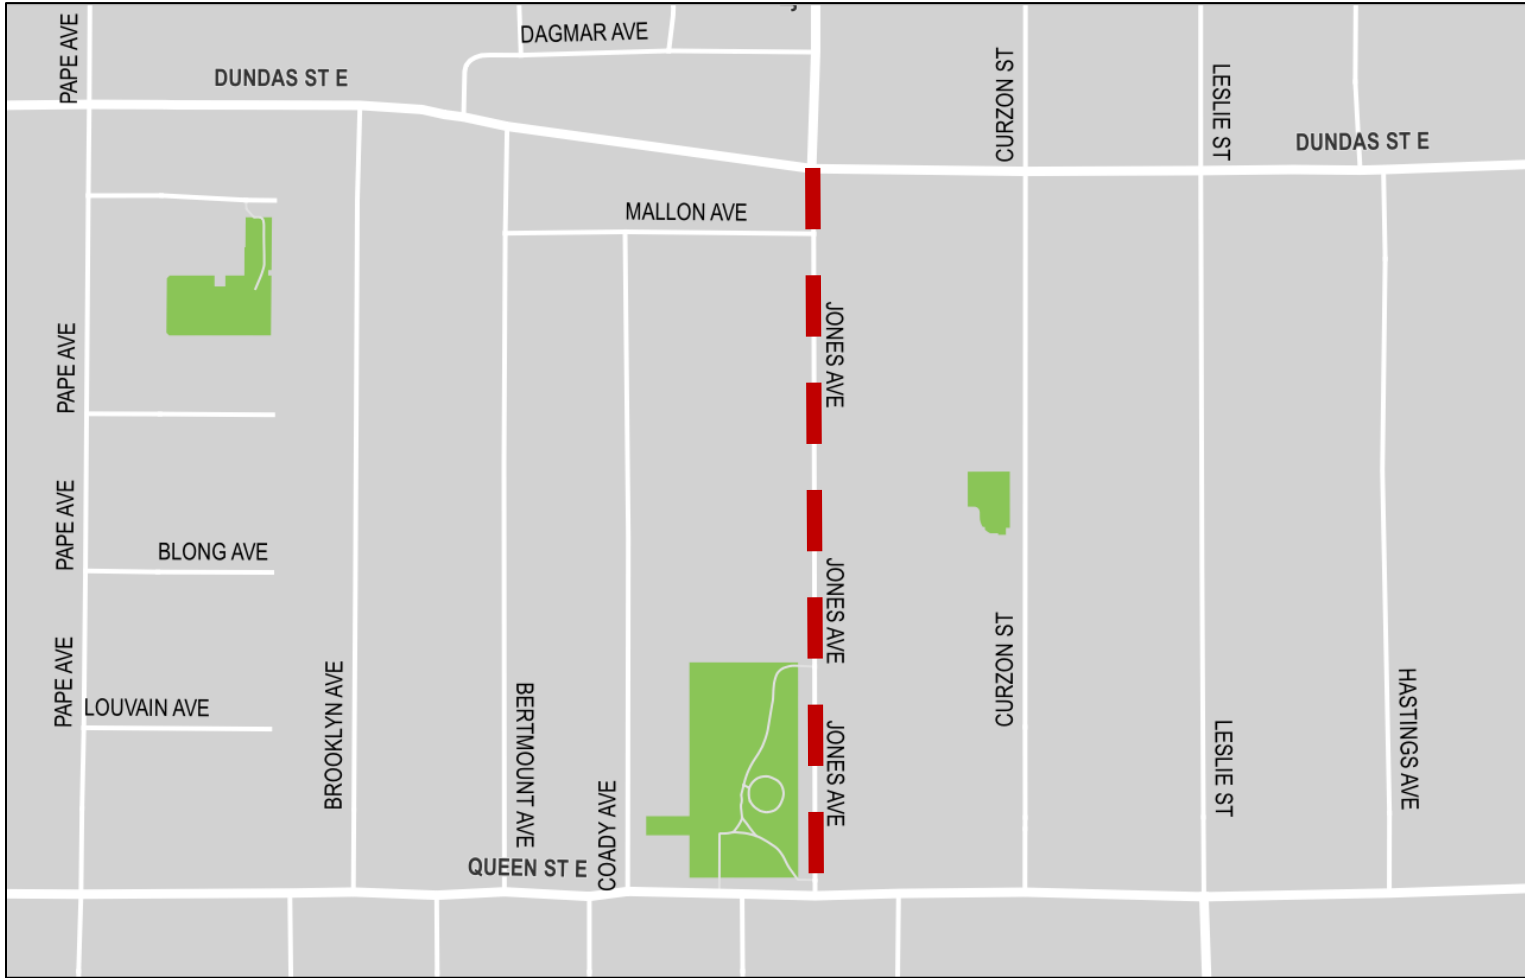 DAGMAR AVE
PAPE AVE
DUNDAS ST E
CURZON ST
LESLIE ST
DUNDAS ST E
MALLON AVE
JONES AVE
PAPE AVE
PAPE AVE
BLONG AVE
JONES AVE
CURZON ST
PAPE AVE
LOUVAIN AVE
BROOKLYN AVE
BERTMOUNT AVE
COADY AVE
JONES AVE
LESLIE ST
HASTINGS AVE
QUEEN ST E